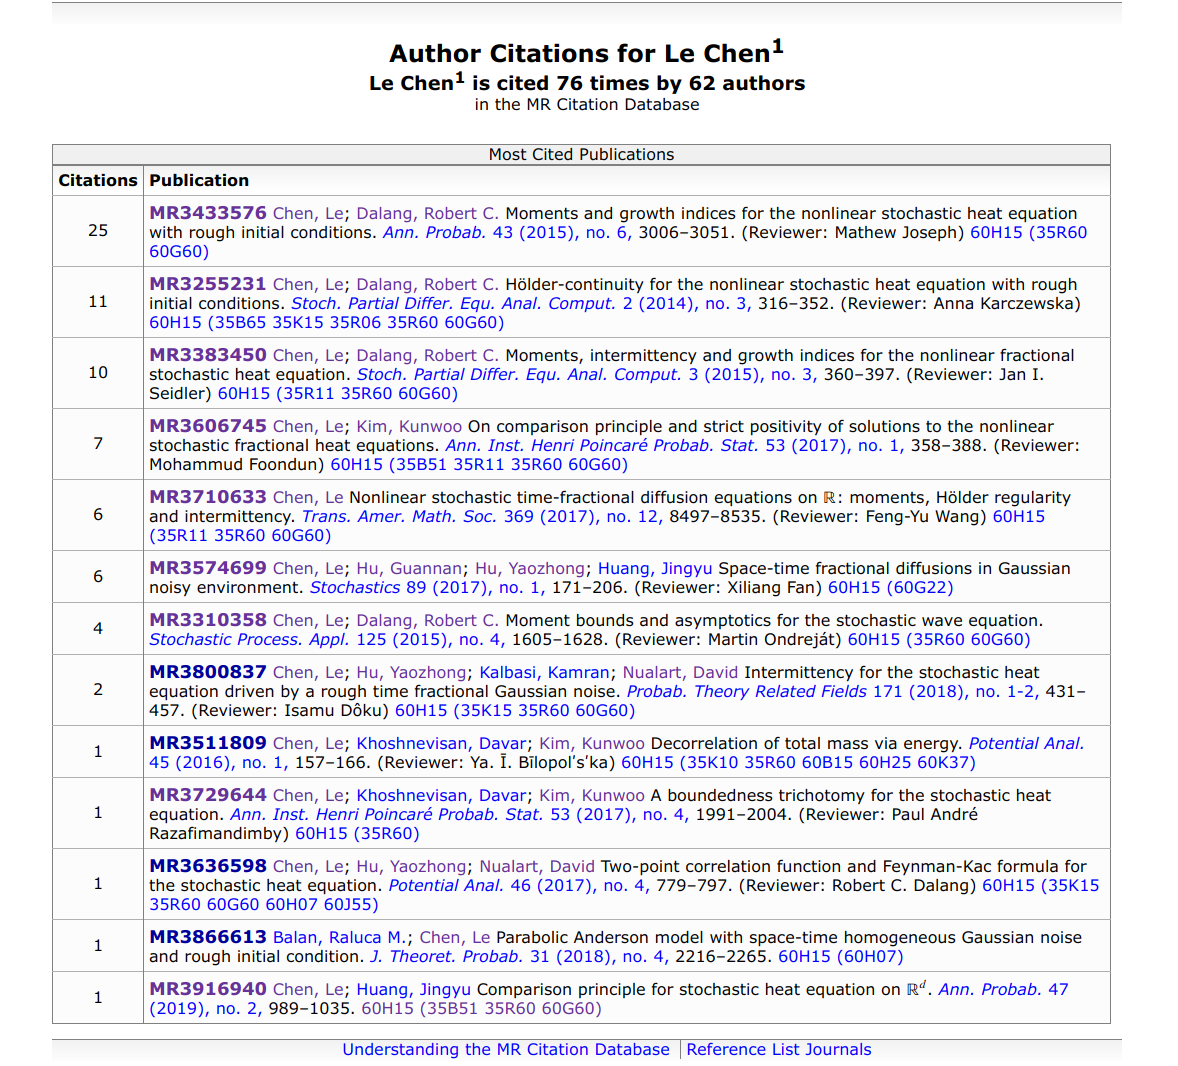 Author Citations for Le Chen¹
Le Chen¹ is cited 76 times by 62 authors
in the MR Citation Database
Most Cited Publications
Citations Publication
25
MR3433576 Chen, Le; Dalang, Robert C. Moments and growth indices for the nonlinear stochastic heat equation
with rough initial conditions. Ann. Probab. 43 (2015), no. 6, 3006–3051. (Reviewer: Mathew Joseph) 60H15 (35R60
60G60)
11
MR3255231 Chen, Le; Dalang, Robert C. Hölder-continuity for the nonlinear stochastic heat equation with rough
initial conditions. Stoch. Partial Differ. Equ. Anal. Comput. 2 (2014), no. 3, 316–352. (Reviewer: Anna Karczewska)
60H15 (35B65 35K15 35R06 35R60 60G60)
10
MR3383450 Chen, Le; Dalang, Robert C. Moments, intermittency and growth indices for the nonlinear fractional
stochastic heat equation. Stoch. Partial Differ. Equ. Anal. Comput. 3 (2015), no. 3, 360–397. (Reviewer: Jan I.
Seidler) 60H15 (35R11 35R60 60G60)
7
MR3606745 Chen, Le; Kim, Kunwoo On comparison principle and strict positivity of solutions to the nonlinear
stochastic fractional heat equations. Ann. Inst. Henri Poincaré Probab. Stat. 53 (2017), no. 1, 358–388. (Reviewer:
Mohammud Foondun) 60H15 (35B51 35R11 35R60 60G60)
6
MR3710633 Chen, Le Nonlinear stochastic time-fractional diffusion equations on ℝ: moments, Hölder regularity
and intermittency. Trans. Amer. Math. Soc. 369 (2017), no. 12, 8497–8535. (Reviewer: Feng-Yu Wang) 60H15
(35R11 35R60 60G60)
6
MR3574699 Chen, Le; Hu, Guannan; Hu, Yaozhong; Huang, Jingyu Space-time fractional diffusions in Gaussian
noisy environment. Stochastics 89 (2017), no. 1, 171–206. (Reviewer: Xiliang Fan) 60H15 (60G22)
4
MR3310358 Chen, Le; Dalang, Robert C. Moment bounds and asymptotics for the stochastic wave equation.
Stochastic Process. Appl. 125 (2015), no. 4, 1605–1628. (Reviewer: Martin Ondreját) 60H15 (35R60 60G60)
2
MR3800837 Chen, Le; Hu, Yaozhong; Kalbasi, Kamran; Nualart, David Intermittency for the stochastic heat
equation driven by a rough time fractional Gaussian noise. Probab. Theory Related Fields 171 (2018), no. 1-2, 431–
457. (Reviewer: Isamu Dôku) 60H15 (35K15 35R60 60G60)
1
MR3511809 Chen, Le; Khoshnevisan, Davar; Kim, Kunwoo Decorrelation of total mass via energy. Potential Anal.
45 (2016), no. 1, 157–166. (Reviewer: Ya. Ī. Bīlopol′s′ka) 60H15 (35K10 35R60 60B15 60H25 60K37)
1
MR3729644 Chen, Le; Khoshnevisan, Davar; Kim, Kunwoo A boundedness trichotomy for the stochastic heat
equation. Ann. Inst. Henri Poincaré Probab. Stat. 53 (2017), no. 4, 1991–2004. (Reviewer: Paul André
Razafimandimby) 60H15 (35R60)
1
MR3636598 Chen, Le; Hu, Yaozhong; Nualart, David Two-point correlation function and Feynman-Kac formula for
the stochastic heat equation. Potential Anal. 46 (2017), no. 4, 779–797. (Reviewer: Robert C. Dalang) 60H15 (35K15
35R60 60G60 60H07 60J55)
1
MR3866613 Balan, Raluca M.; Chen, Le Parabolic Anderson model with space-time homogeneous Gaussian noise
and rough initial condition. J. Theoret. Probab. 31 (2018), no. 4, 2216–2265. 60H15 (60H07)
1
MR3916940 Chen, Le; Huang, Jingyu Comparison principle for stochastic heat equation on ℝᵈ. Ann. Probab. 47
(2019), no. 2, 989–1035. 60H15 (35B51 35R60 60G60)
Understanding the MR Citation Database | Reference List Journals